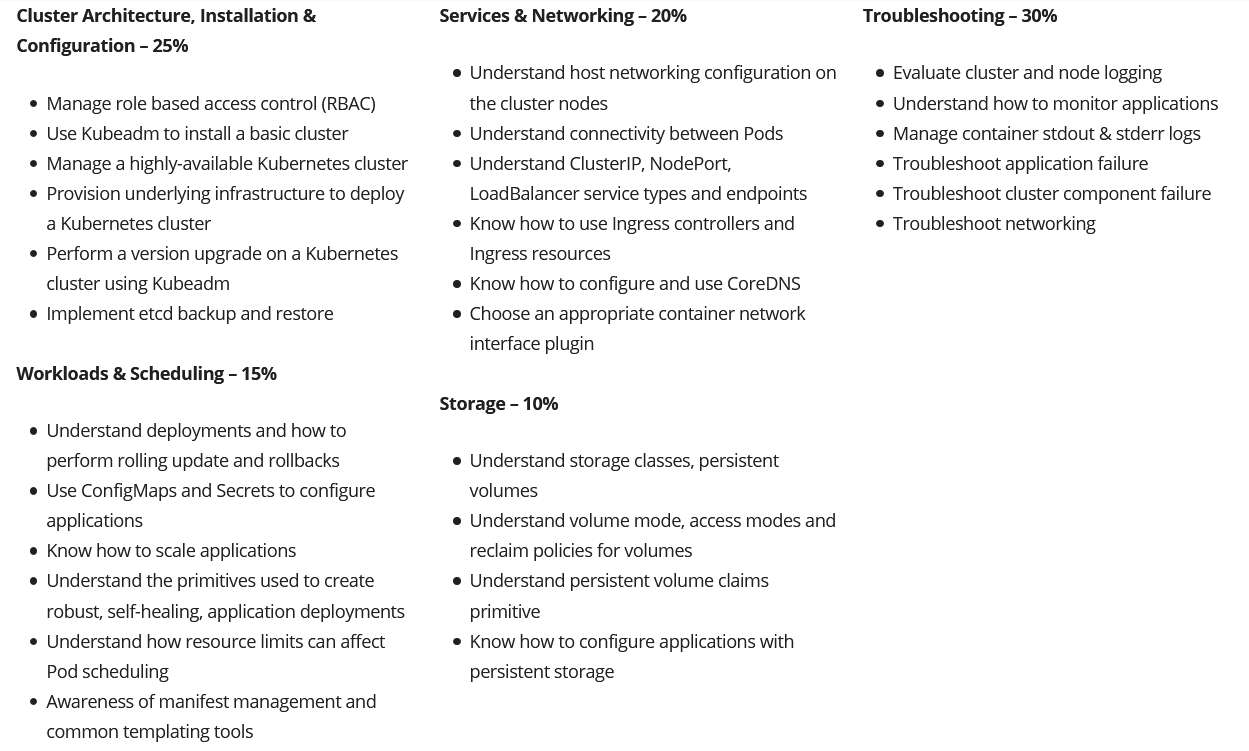 Cluster Architecture, Installation &
Configuration – 25%
• Manage role based access control (RBAC)
• Use Kubeadm to install a basic cluster
• Manage a highly-available Kubernetes cluster
• Provision underlying infrastructure to deploy
a Kubernetes cluster
• Perform a version upgrade on a Kubernetes
cluster using Kubeadm
• Implement etcd backup and restore
Workloads & Scheduling – 15%
• Understand deployments and how to
perform rolling update and rollbacks
• Use ConfigMaps and Secrets to configure
applications
• Know how to scale applications
• Understand the primitives used to create
robust, self-healing, application deployments
• Understand how resource limits can affect
Pod scheduling
• Awareness of manifest management and
common templating tools
Services & Networking – 20%
• Understand host networking configuration on
the cluster nodes
• Understand connectivity between Pods
• Understand ClusterIP, NodePort,
LoadBalancer service types and endpoints
• Know how to use Ingress controllers and
Ingress resources
• Know how to configure and use CoreDNS
• Choose an appropriate container network
interface plugin
Storage – 10%
• Understand storage classes, persistent
volumes
• Understand volume mode, access modes and
reclaim policies for volumes
• Understand persistent volume claims
primitive
• Know how to configure applications with
persistent storage
Troubleshooting – 30%
• Evaluate cluster and node logging
• Understand how to monitor applications
• Manage container stdout & stderr logs
• Troubleshoot application failure
• Troubleshoot cluster component failure
• Troubleshoot networking